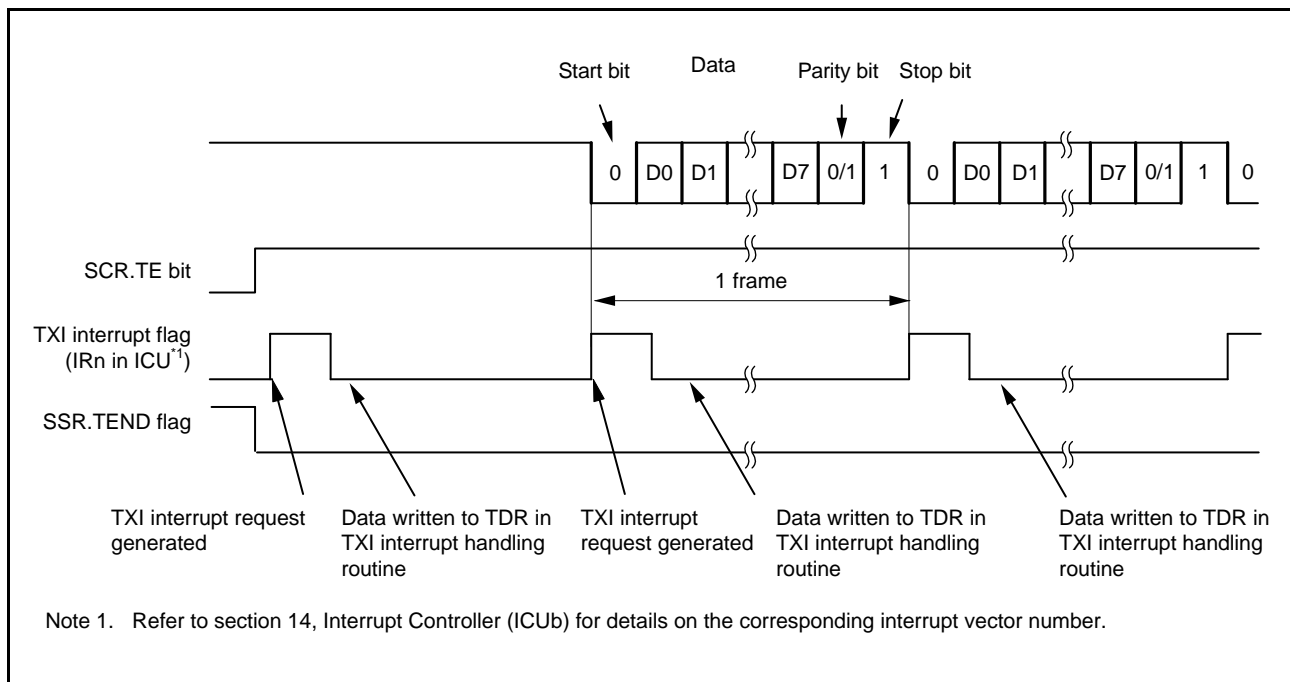 Start bit
Data
Parity bit
Stop bit
0 D0 D1 D7 0/1 1 0 D0 D1 D7 0/1 1 0
SCR.TE bit
1 frame
TXI interrupt flag
(IRn in ICU*1)
SSR.TEND flag
TXI interrupt request
generated
Data written to TDR in
TXI interrupt handling
routine
TXI interrupt
request generated
Data written to TDR in
TXI interrupt handling
routine
Data written to TDR in
TXI interrupt handling
routine
Note 1. Refer to section 14, Interrupt Controller (ICUb) for details on the corresponding interrupt vector number.